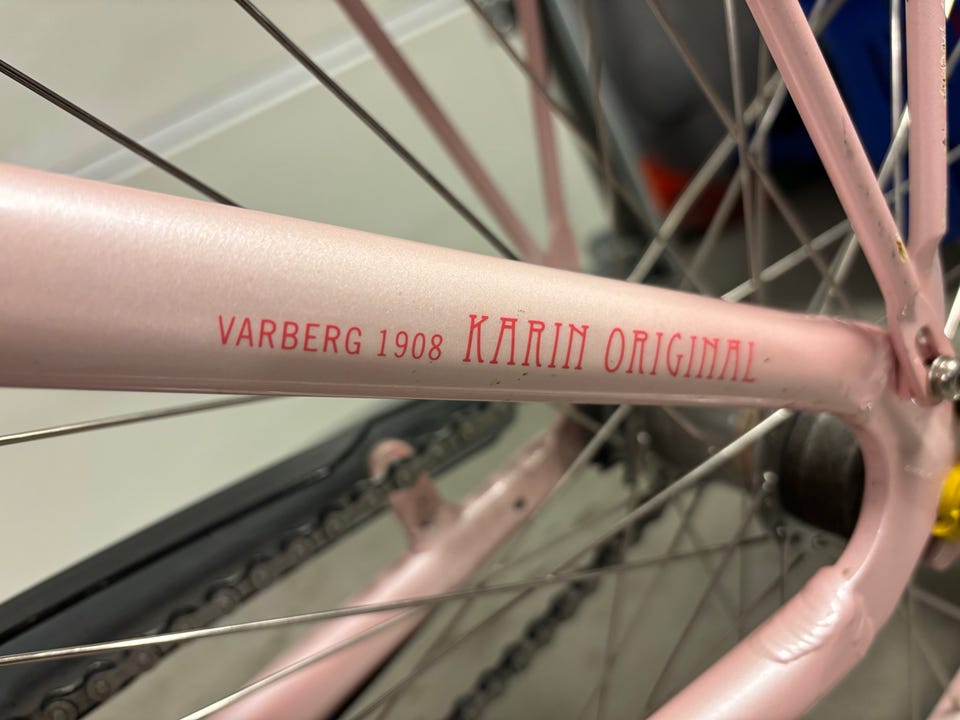 VARBERG 1908 KARIN ORIGINAL